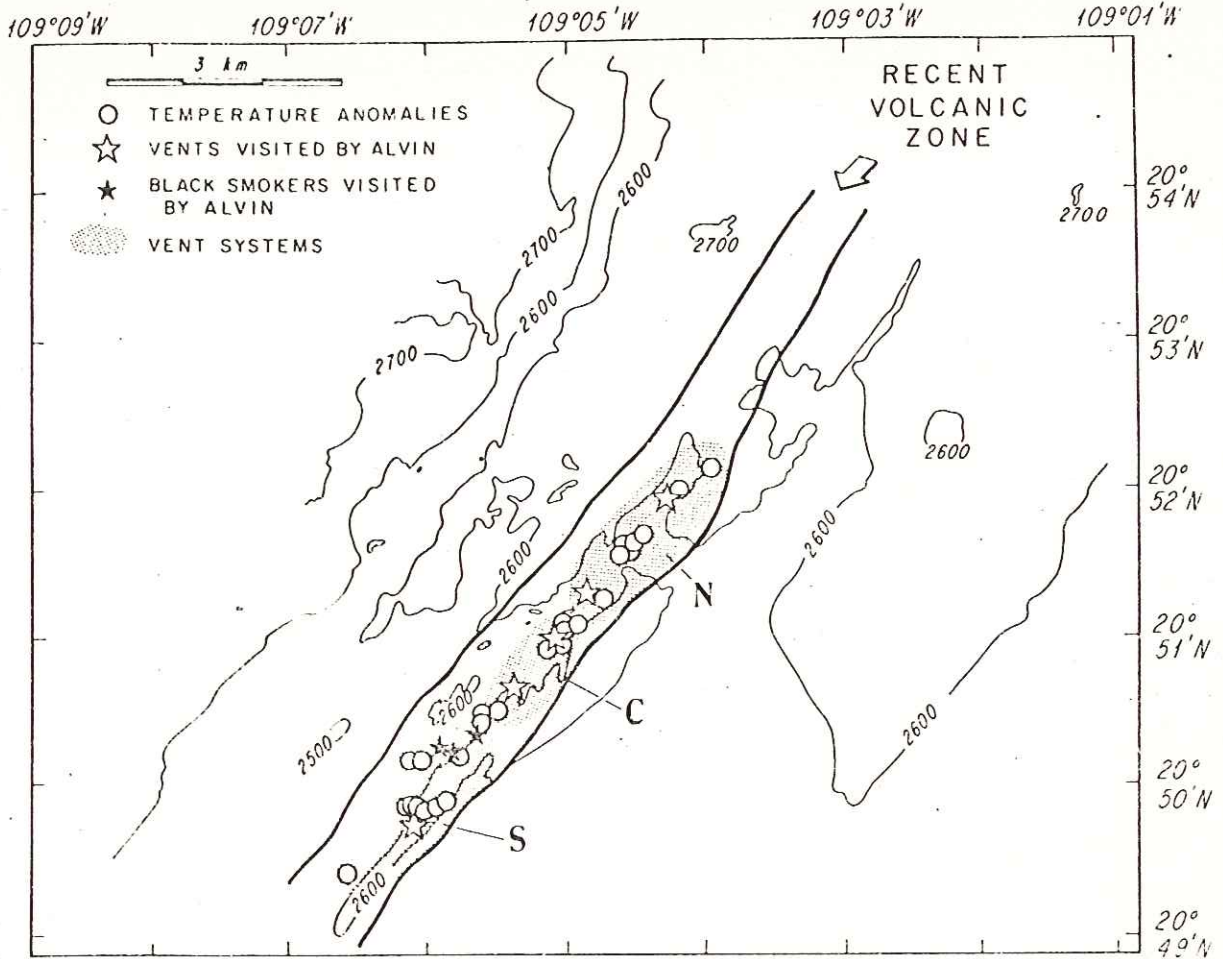 109°09'W 109°07'W 109°05'W 109°03'W 109°01'W
3 km
TEMPERATURE ANOMALIES
VENTS VISITED BY ALVIN
BLACK SMOKERS VISITED
BY ALVIN
VENT SYSTEMS
RECENT
VOLCANIC
ZONE
2600
20°
54'N
2700
2700
2700
2600
20°
53'N
2700
2600
20°
52'N
2600
2600
N
20°
51'N
2600
C
2600
2500
20°
50'N
S
2600
20°
49'N